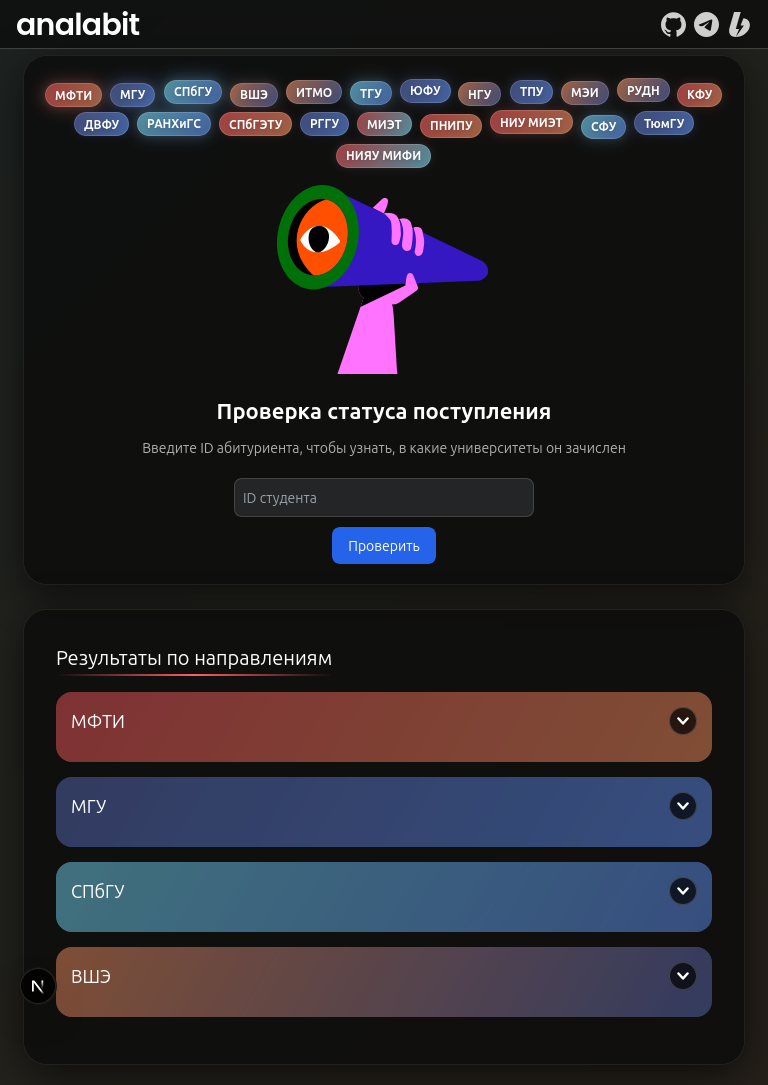 analabit
МФТИ МГУ СПбГУ ВШЭ ИТМО ТГУ ЮФУ НГУ ТПУ МЭИ РУДН КФУ
ДВФУ РАНХиГС СПбГЭТУ РГГУ МИЭТ ПНИПУ НИУ МИЭТ СФУ ТюмГУ
НИЯУ МИФИ
Проверка статуса поступления
Введите ID абитуриента, чтобы узнать, в какие университеты он зачислен
ID студента
Проверить
Результаты по направлениям
МФТИ
МГУ
СПбГУ
ВШЭ
N